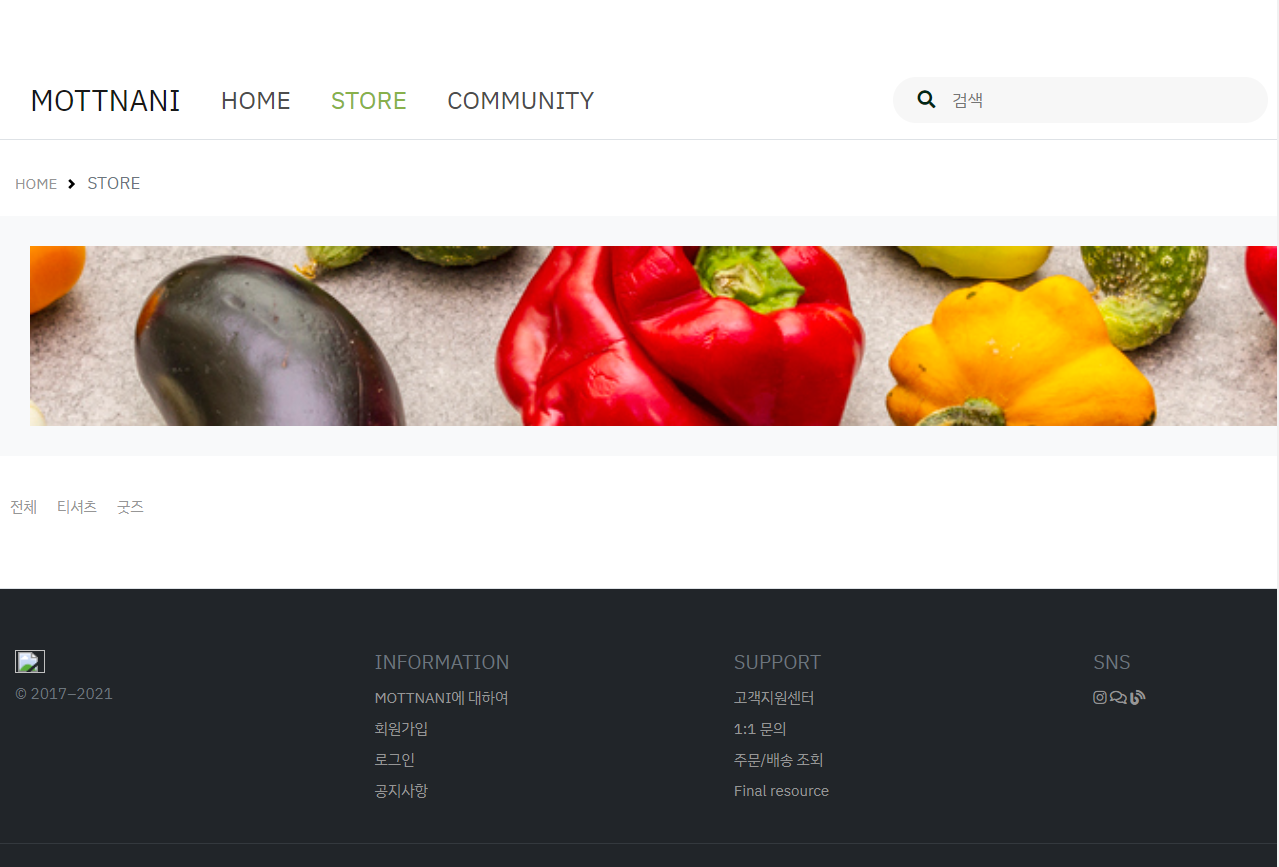 MOTTNANI HOME STORE COMMUNITY 검색
HOME STORE
전체 티셔츠 굿즈
© 2017–2021
INFORMATION
MOTTNANI에 대하여
회원가입
로그인
공지사항
SUPPORT
고객지원센터
1:1 문의
주문/배송 조회
Final resource
SNS